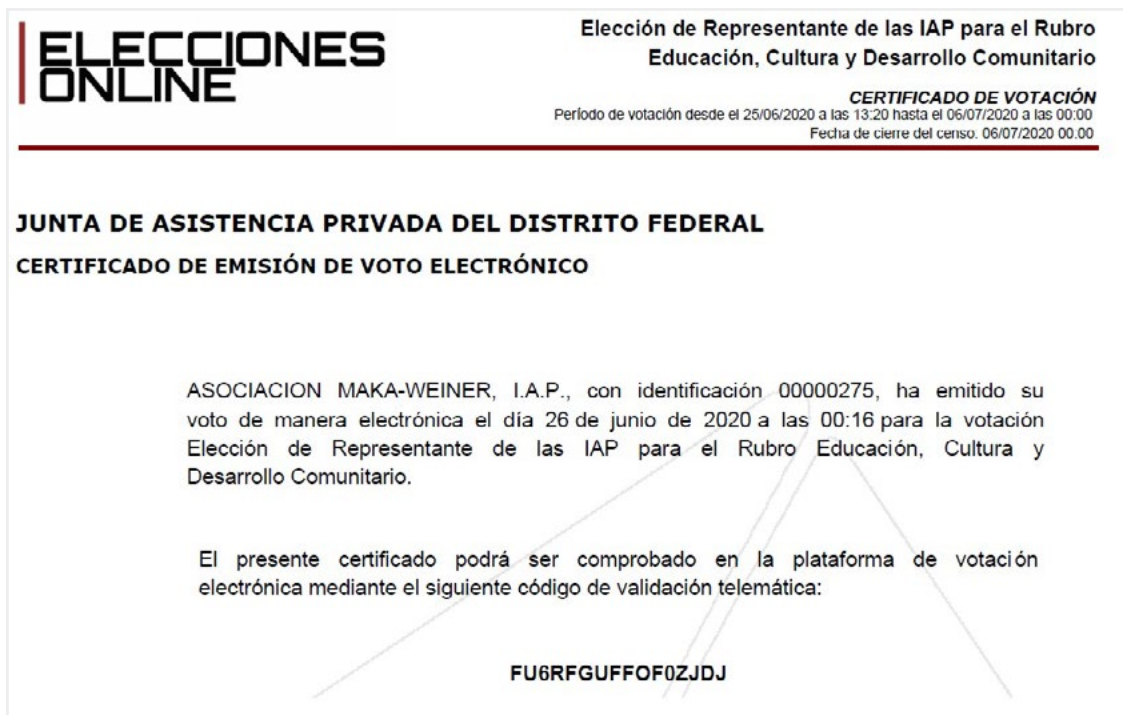 ELECCIONES
ONLINE
Elección de Representante de las IAP para el Rubro
Educación, Cultura y Desarrollo Comunitario
CERTIFICADO DE VOTACIÓN
Período de votación desde el 25/06/2020 a las 13:20 hasta el 06/07/2020 a las 00:00
Fecha de cierre del censo: 06/07/2020 00.00
JUNTA DE ASISTENCIA PRIVADA DEL DISTRITO FEDERAL
CERTIFICADO DE EMISIÓN DE VOTO ELECTRÓNICO
ASOCIACION MAKA-WEINER, I.A.P., con identificación 00000275, ha emitido su
voto de manera electrónica el día 26 de junio de 2020 a las 00:16 para la votación
Elección de Representante de las IAP para el Rubro Educación, Cultura y
Desarrollo Comunitario.
El presente certificado podrá ser comprobado en la plataforma de votación
electrónica mediante el siguiente código de validación telemática:
FU6RFGUFFOF0ZJDJ